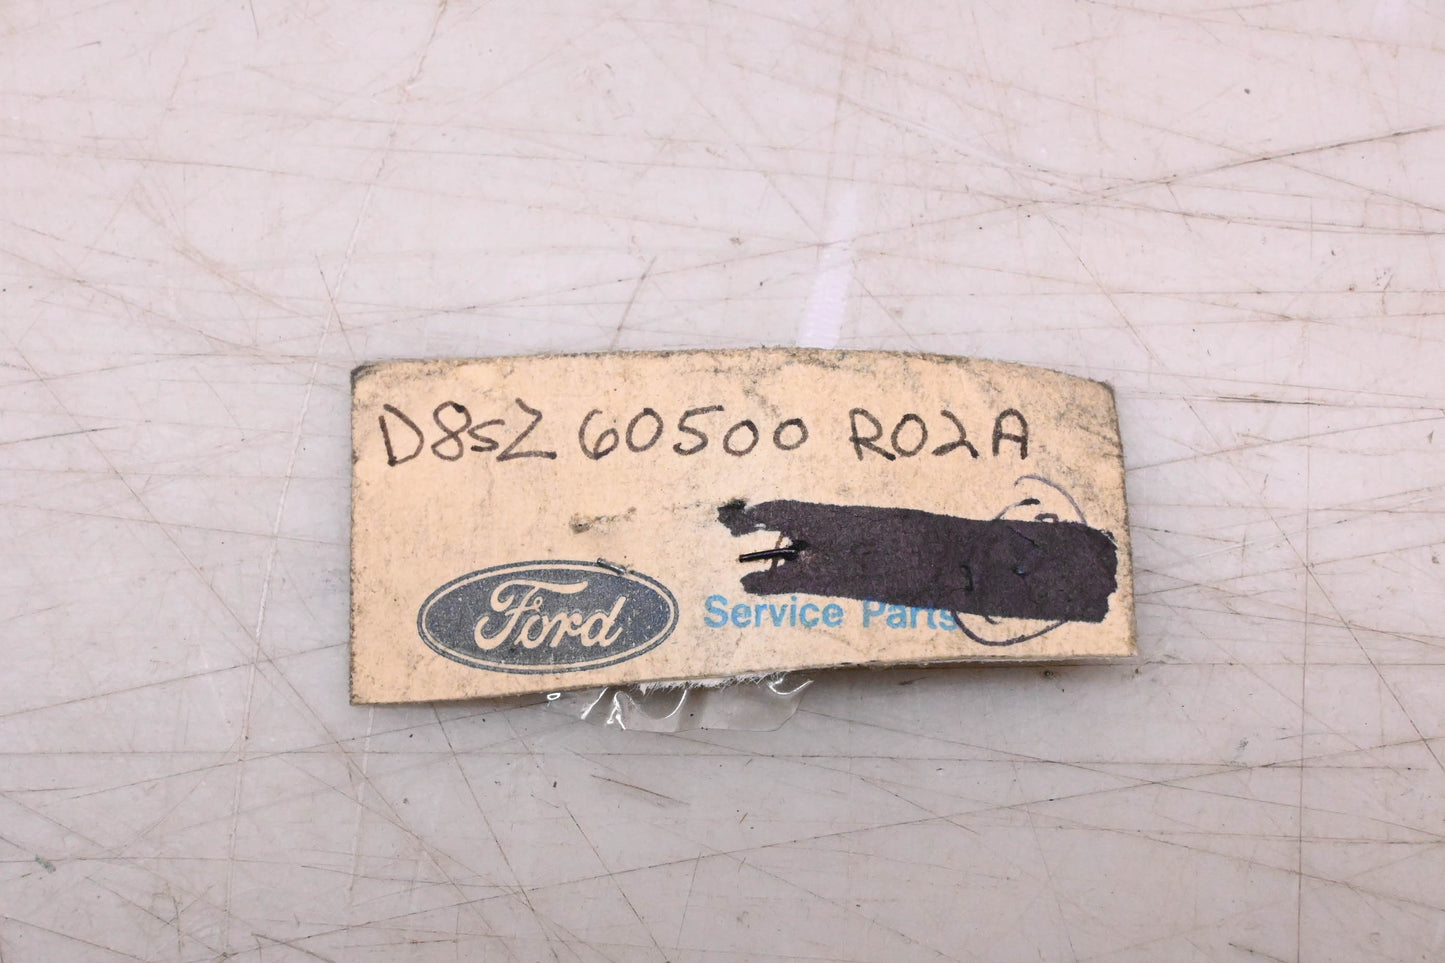 D8SZ 60500 R02A
Ford Service Parts